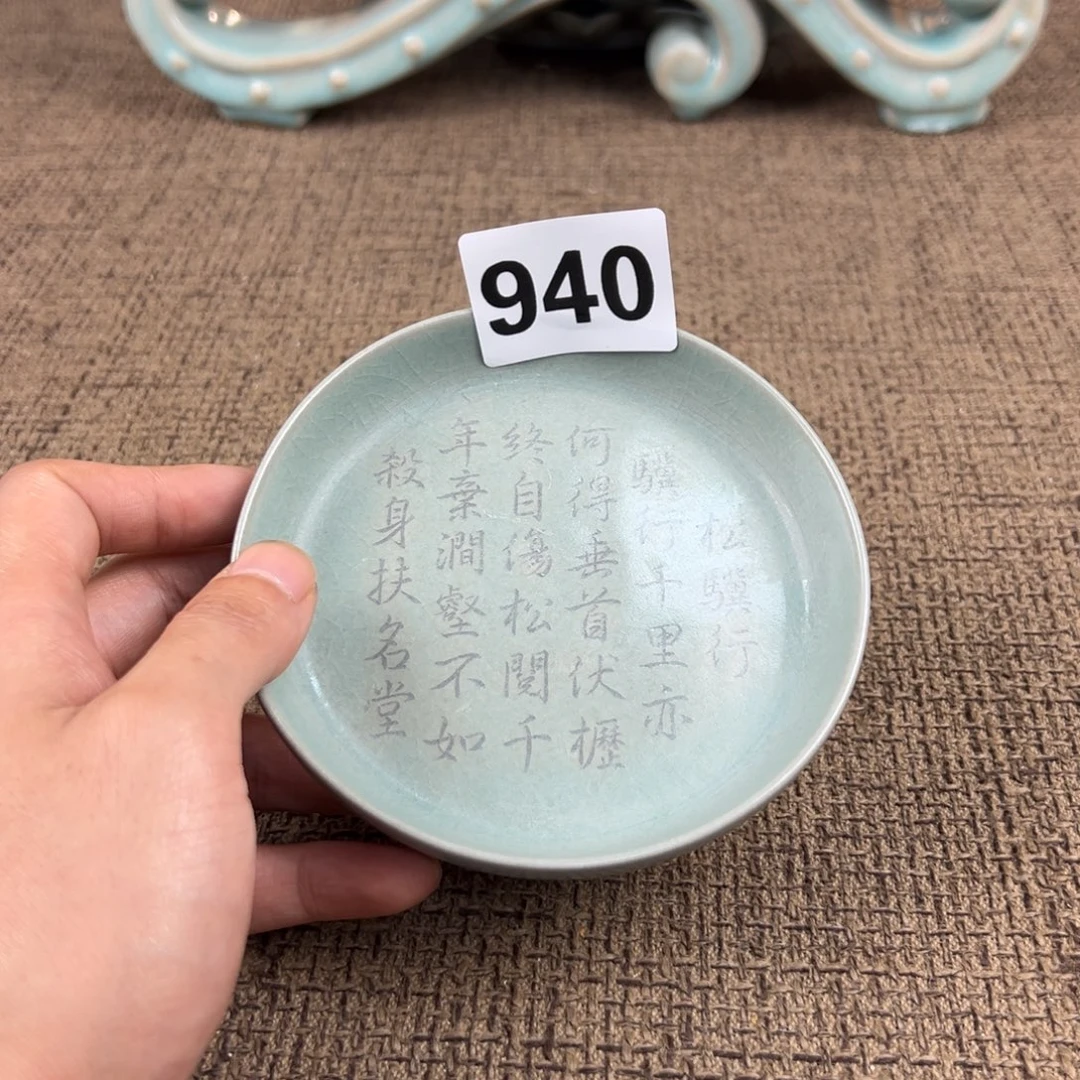 940
松驥行
驥行千里亦
何得垂首伏櫪
終自傷松閱千
年棄澗壑不如
殺身扶名堂